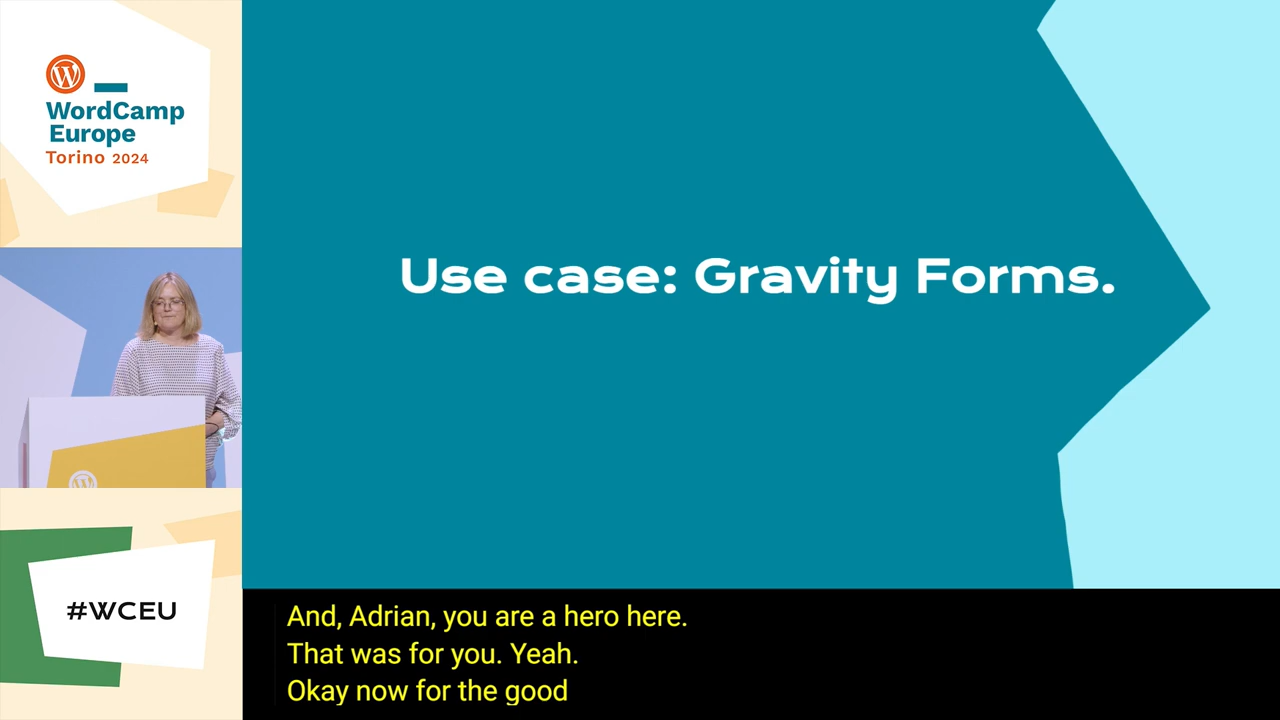 WordCamp
Europe
Torino 2024
Use case: Gravity Forms.
#WCEU
And, Adrian, you are a hero here.
That was for you. Yeah.
Okay now for the good